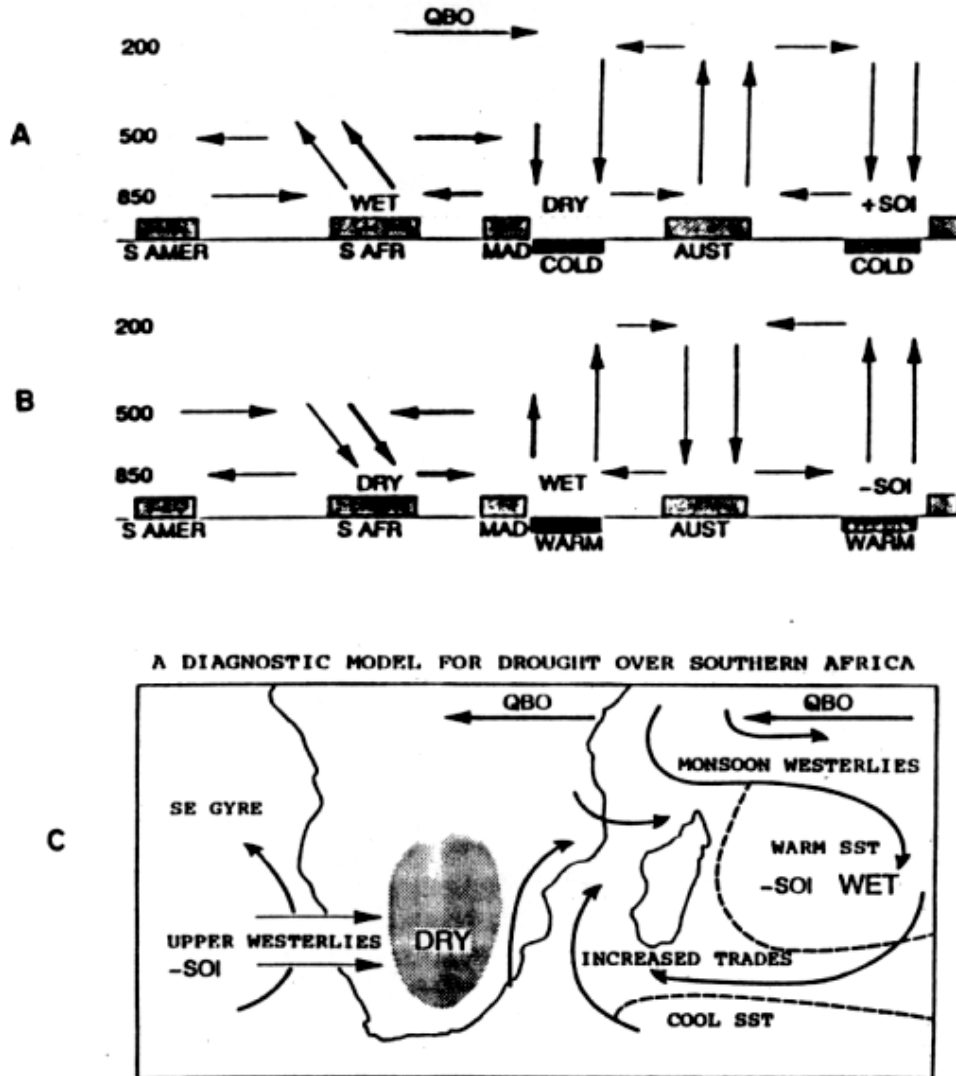 QBO
200
A
500
850 WET DRY +SOI
S AMER S AFR MAD COLD AUST COLD
200
B
500
850 DRY WET -SOI
S AMER S AFR MAD WARM AUST WARM
A DIAGNOSTIC MODEL FOR DROUGHT OVER SOUTHERN AFRICA
QBO QBO
MONSOON WESTERLIES
SE GYRE
C
WARM SST
-SOI WET
DRY
UPPER WESTERLIES
-SOI
INCREASED TRADES
COOL SST